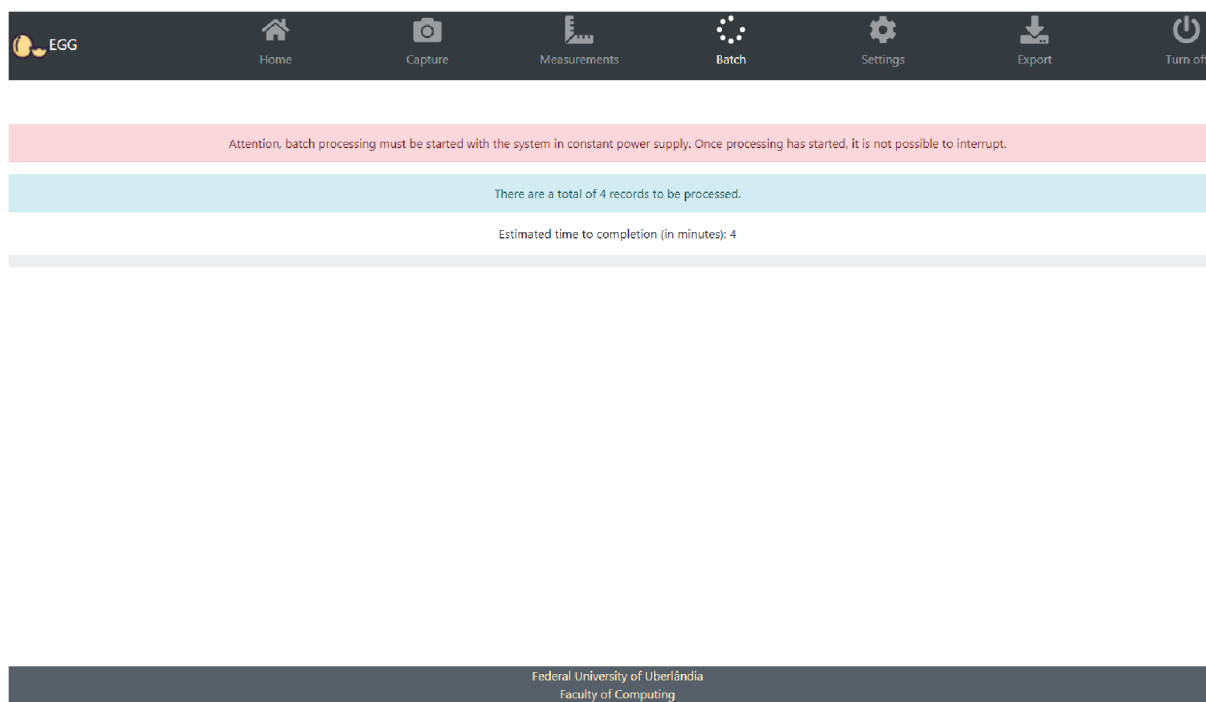 EGG
Home
Capture
Measurements
Batch
Settings
Export
Turn off
Attention, batch processing must be started with the system in constant power supply. Once processing has started, it is not possible to interrupt.
There are a total of 4 records to be processed.
Estimated time to completion (in minutes): 4
Federal University of Uberlândia
Faculty of Computing